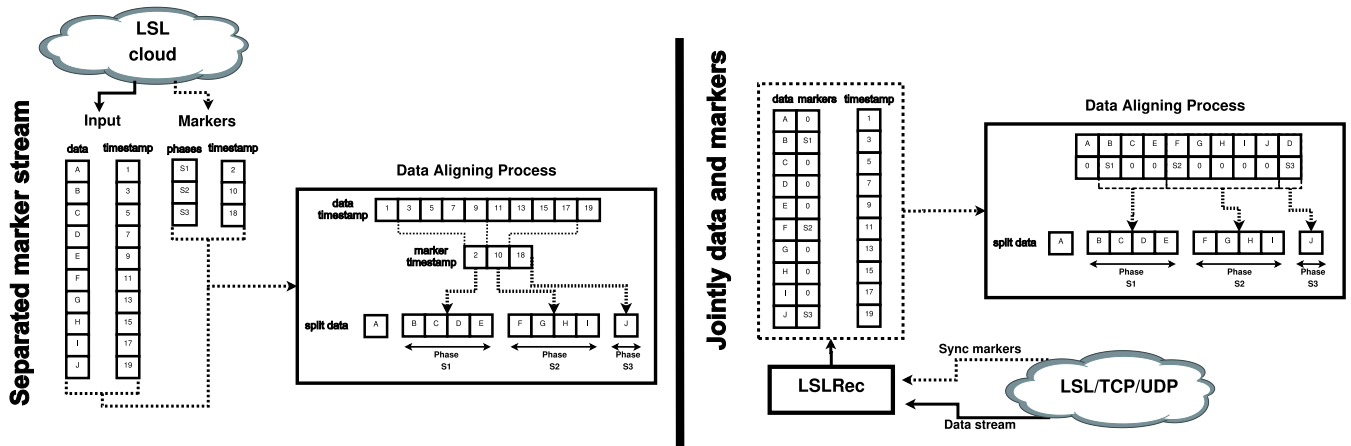 Separated marker stream
LSL
cloud
Input
Markers
data timestamp phases timestamp
A 1 S1 2
B 3 S2 10
C 5 S3 18
D 7
E 9
F 11
G 13
H 15
I 17
J 19
Data Aligning Process
data
timestamp
1 3 5 7 9 11 13 15 17 19
marker
timestamp
2 10 18
split data
A B C D E F G H I J
Phase Phase Phase
S1 S2 S3
Jointly data and markers
data markers timestamp
A 0 1
B S1 3
C 0 5
D 0 7
E 0 9
F S2 11
G 0 13
H 0 15
I 0 17
J S3 19
LSLRec
Sync markers
LSL/TCP/UDP
Data stream
Data Aligning Process
A B C E F G H I J D
0 S1 0 0 S2 0 0 0 0 S3
split data
A B C D E F G H I J
Phase Phase Phase
S1 S2 S3